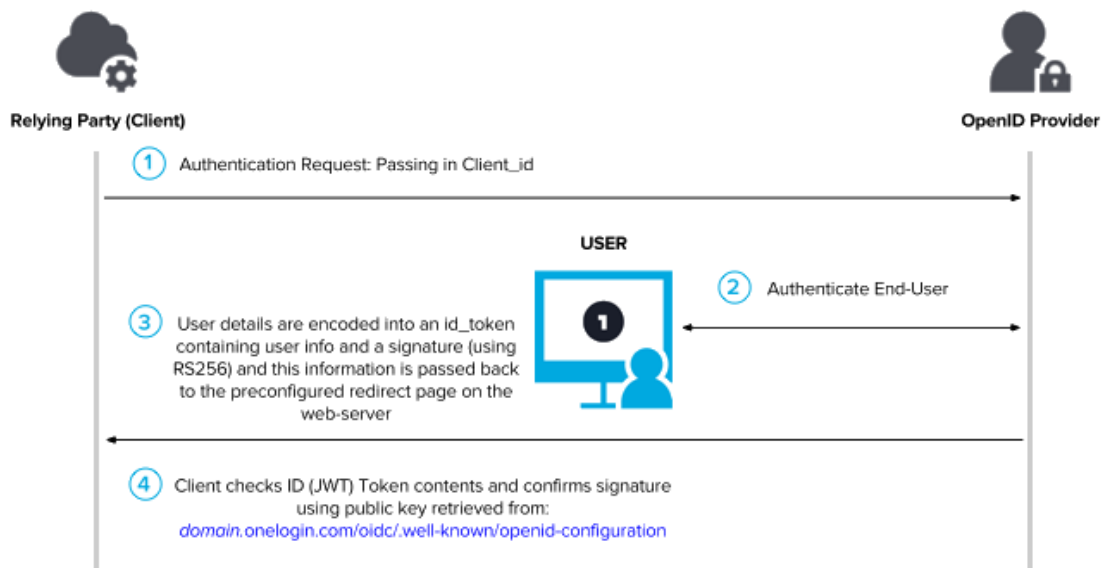 Relying Party (Client)
OpenID Provider
1 Authentication Request: Passing in Client_id
USER
1
2 Authenticate End-User
3 User details are encoded into an id_token
containing user info and a signature (using
RS256) and this information is passed back
to the preconfigured redirect page on the
web-server
4 Client checks ID (JWT) Token contents and confirms signature
using public key retrieved from:
domain.onelogin.com/oidc/.well-known/openid-configuration